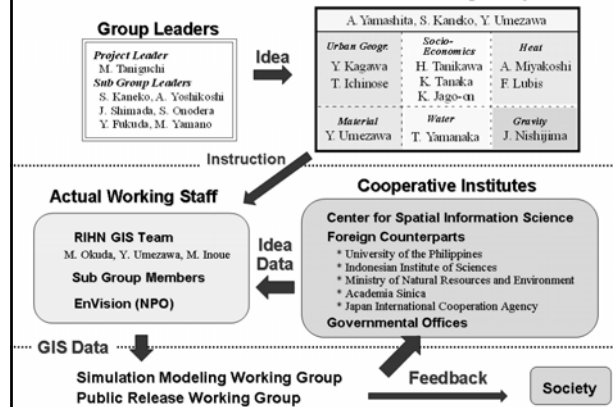 Group Leaders
Project Leader
M. Taniguchi
Sub Group Leaders
S. Kaneko, A. Yoshikoshi
J. Shimada, S. Onodera
Y. Fukuda, M. Yamano
Idea
A. Yamashita, S. Kaneko, Y. Umezawa
Urban Geogr.
Y. Kagawa
T. Ichinose
Socio-
Economics
H. Tanikawa
K. Tanaka
K. Jago-on
Heat
A. Miyakoshi
F. Lubis
Material
Y. Umezawa
Water
T. Yamanaka
Gravity
J. Nishijima
Instruction
Actual Working Staff
RIHN GIS Team
M. Okuda, Y. Umezawa, M. Inoue
Sub Group Members
EnVision (NPO)
Idea
Data
Cooperative Institutes
Center for Spatial Information Science
Foreign Counterparts
* University of the Philippines
* Indonesian Institute of Sciences
* Ministry of Natural Resources and Environment
* Academia Sinica
* Japan International Cooperation Agency
Governmental Offices
GIS Data
Simulation Modeling Working Group
Public Release Working Group
Feedback
Society